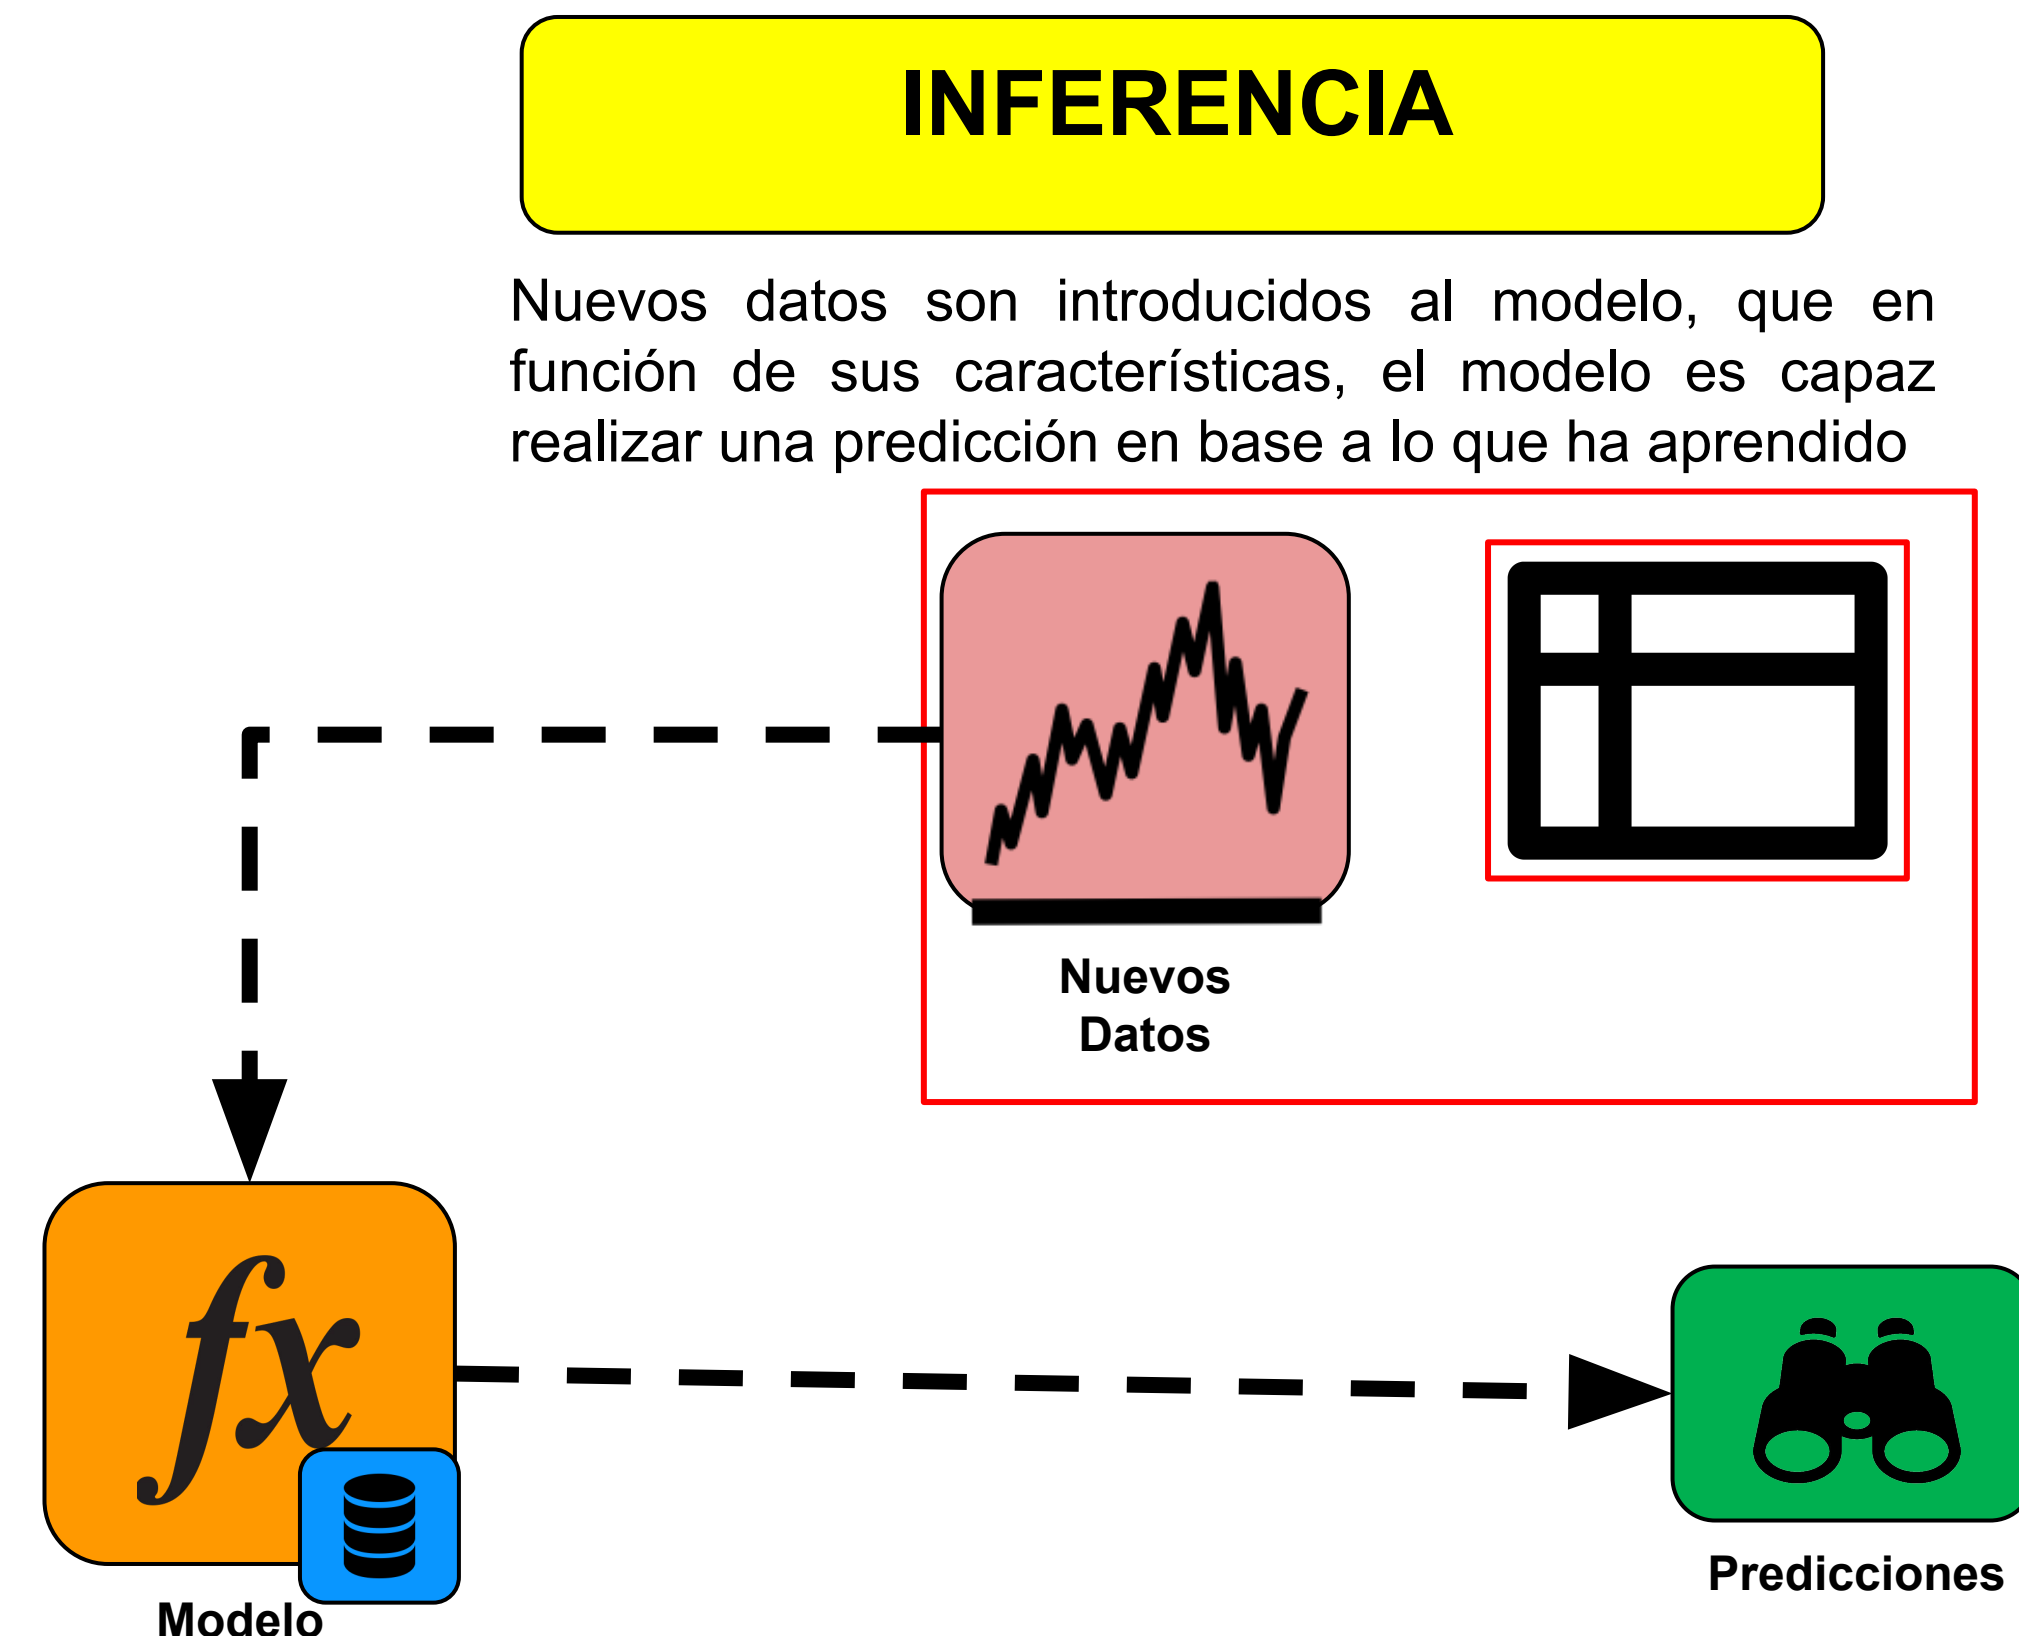 INFERENCIA
Nuevos datos son introducidos al modelo, que en
función de sus características, el modelo es capaz
realizar una predicción en base a lo que ha aprendido
Nuevos
Datos
fx
Predicciones
Modelo